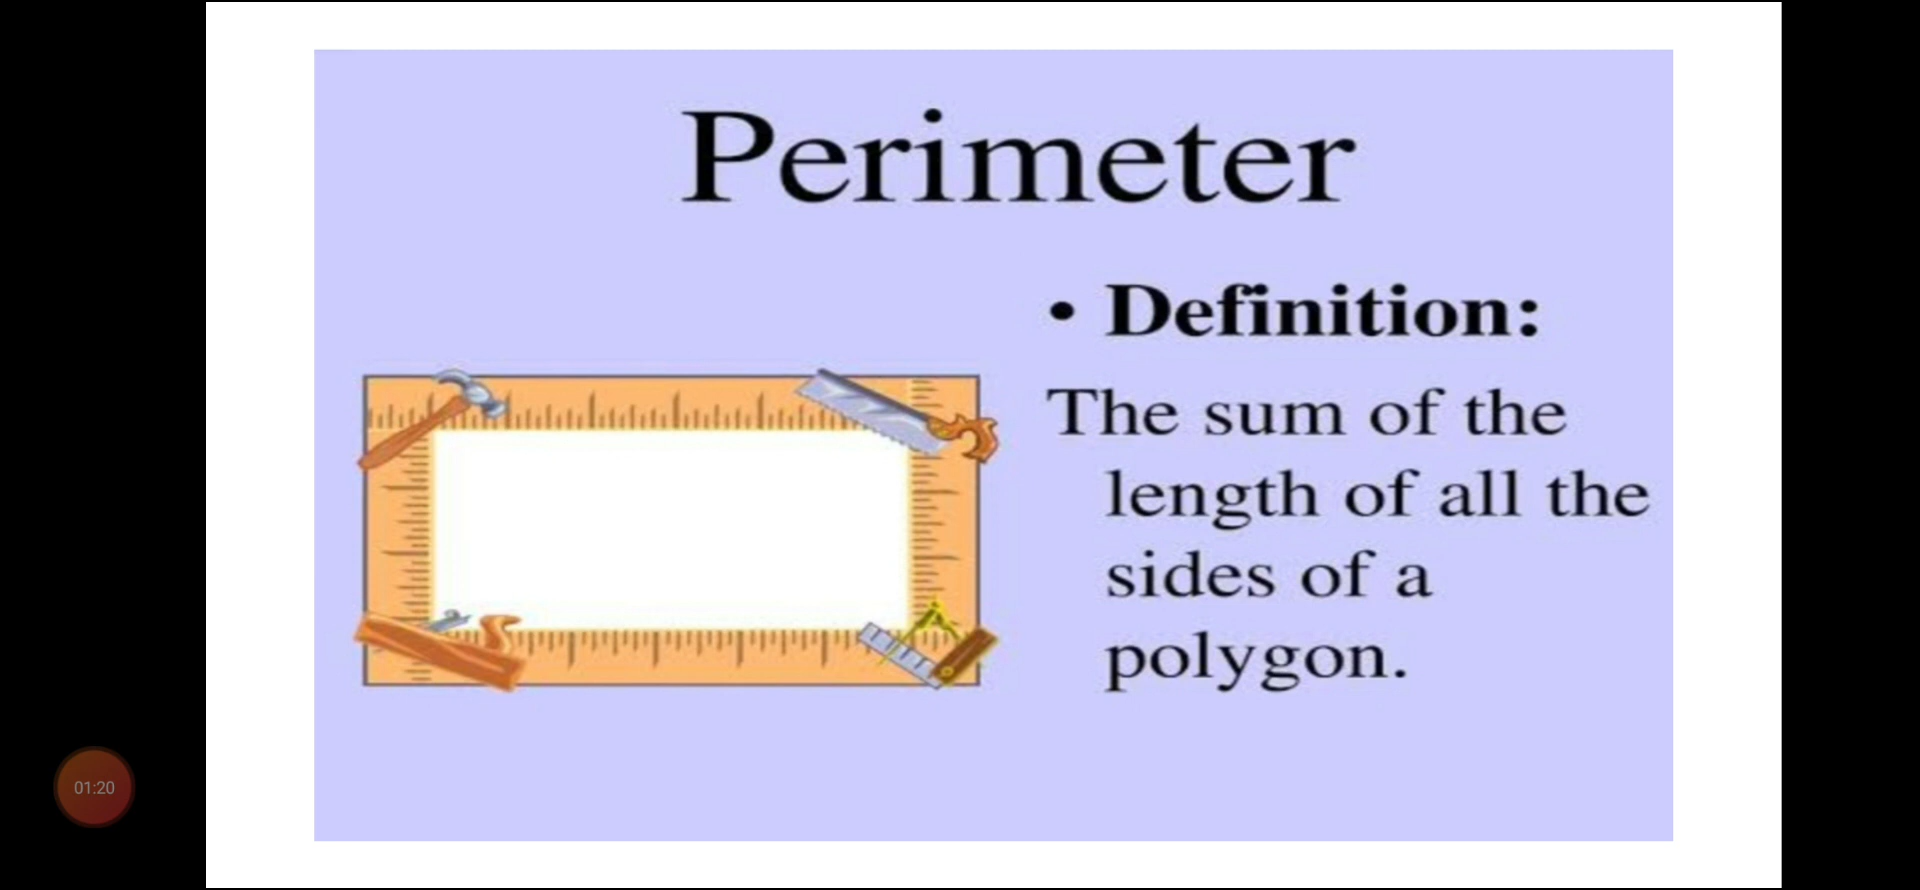 Perimeter
• Definition:
The sum of the
length of all the
sides of a
polygon.
01:20